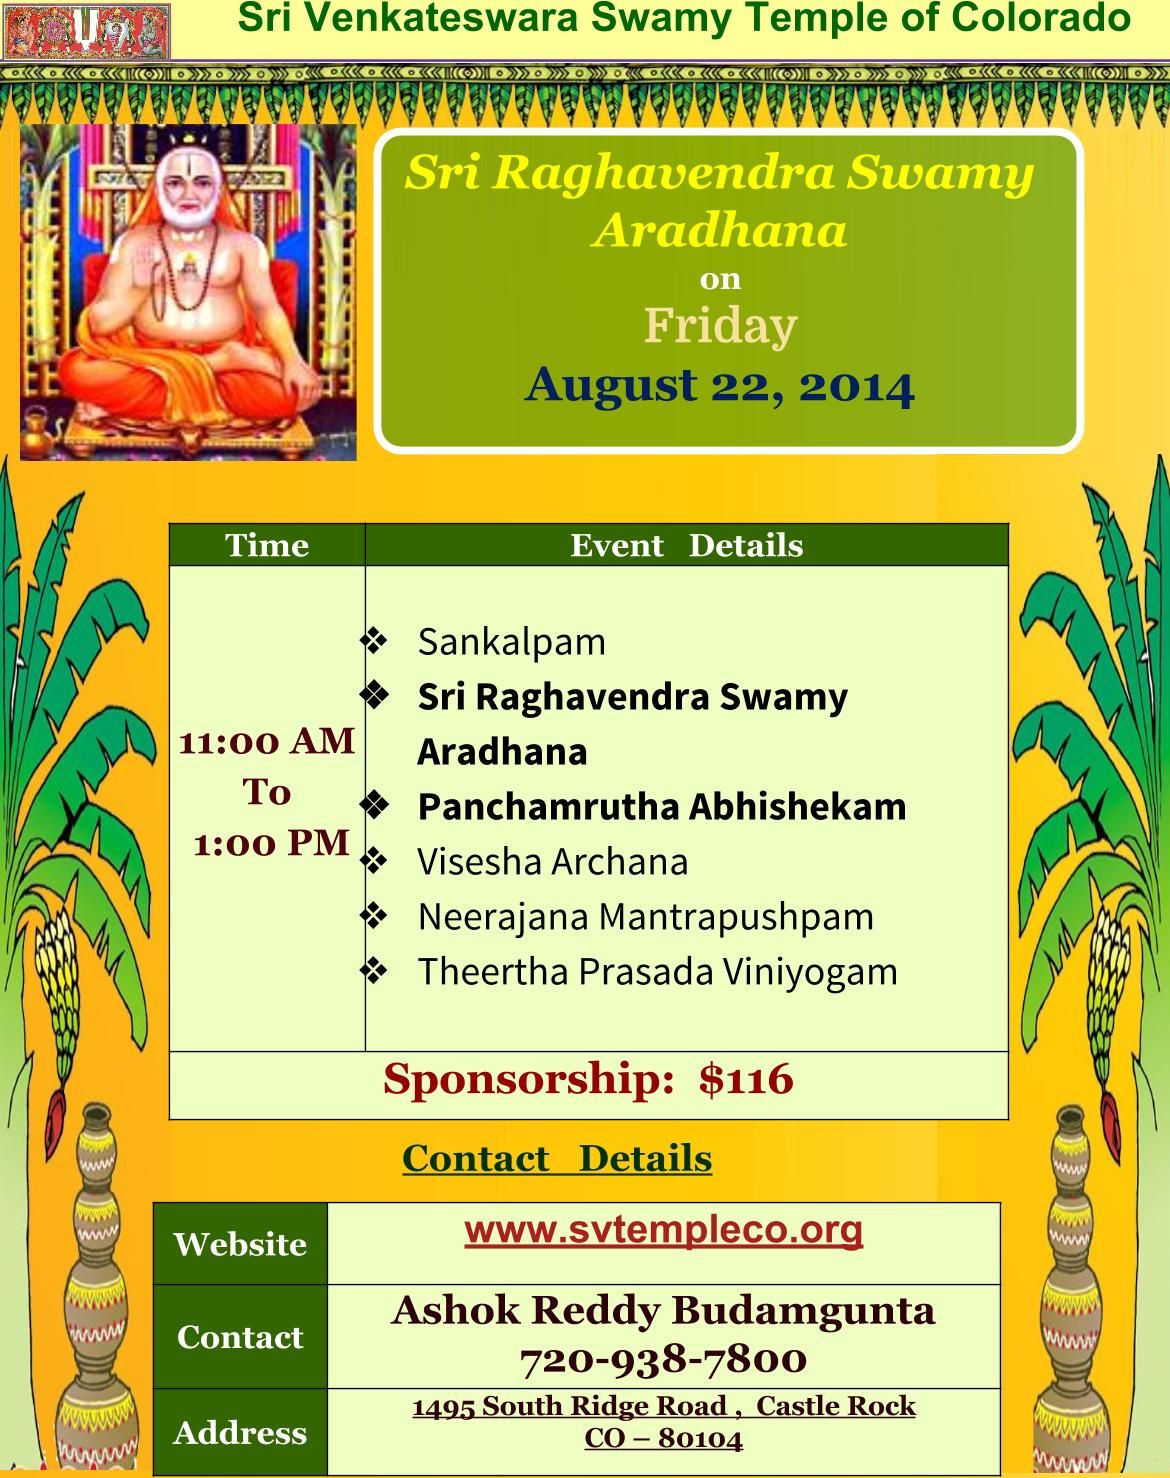 Sri Venkateswara Swamy Temple of Colorado
Sri Raghavendra Swamy
Aradhana
on
Friday
August 22, 2014
Time
Event Details
11:00 AM
To
1:00 PM
❖ Sankalpam
❖ Sri Raghavendra Swamy
Aradhana
❖ Panchamrutha Abhishekam
❖ Visesha Archana
❖ Neerajana Mantrapushpam
❖ Theertha Prasada Viniyogam
Sponsorship: $116
Contact Details
Website
www.svtempleco.org
Contact
Ashok Reddy Budamgunta
720-938-7800
Address
1495 South Ridge Road , Castle Rock
CO – 80104